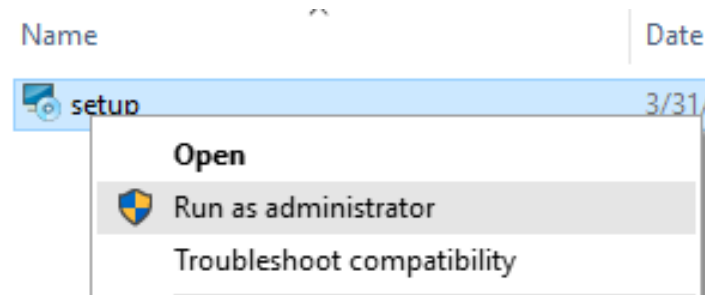 Name Date
setup 3/31/
Open
Run as administrator
Troubleshoot compatibility